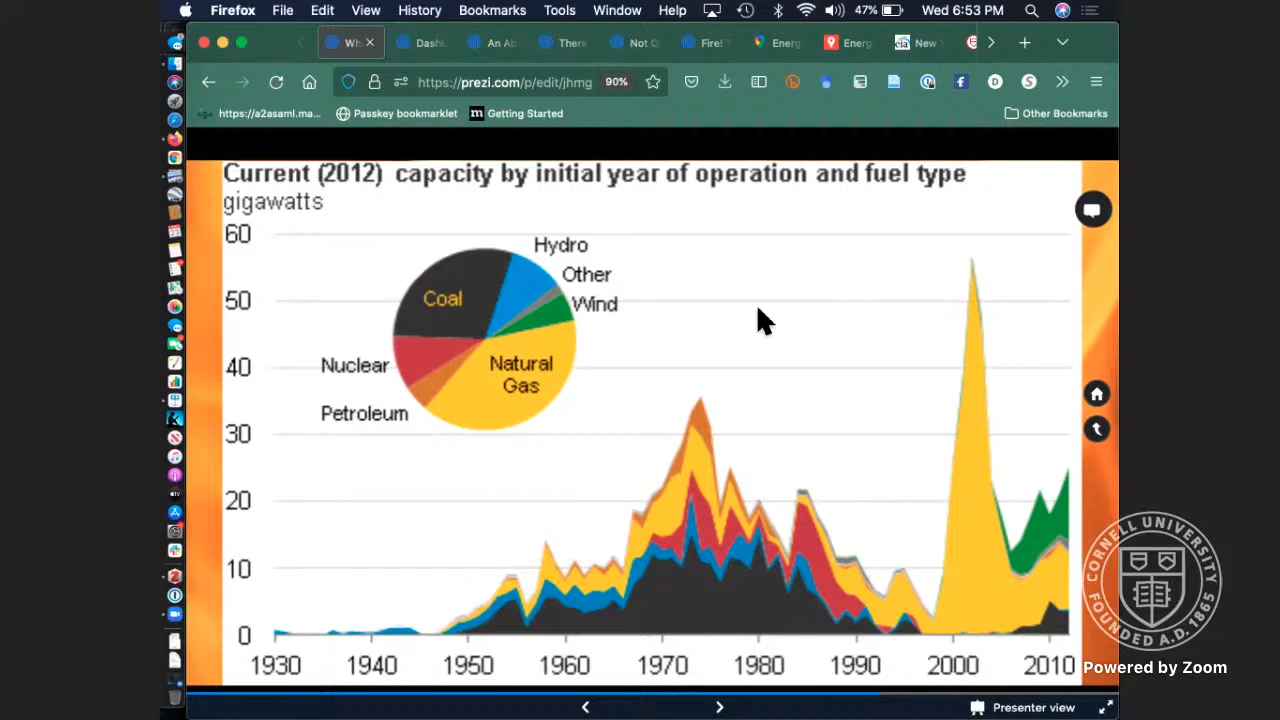 Firefox File Edit View History Bookmarks Tools Window Help 47% Wed 6:53 PM
Wh Dashi An Ab There Not Q Fire! T Energ Energ eia New
https://prezi.com/p/edit/jhmg 90%
https://a2asaml.ma... Passkey bookmarklet m Getting Started Other Bookmarks
Current (2012) capacity by initial year of operation and fuel type
gigawatts
60
50
40
30
20
10
0
Hydro
Other
Wind
Coal
Nuclear
Natural
Gas
Petroleum
1930 1940 1950 1960 1970 1980 1990 2000 2010
CORNELL UNIVERSITY
FOUNDED A.D. 1865
Powered by Zoom
Presenter view